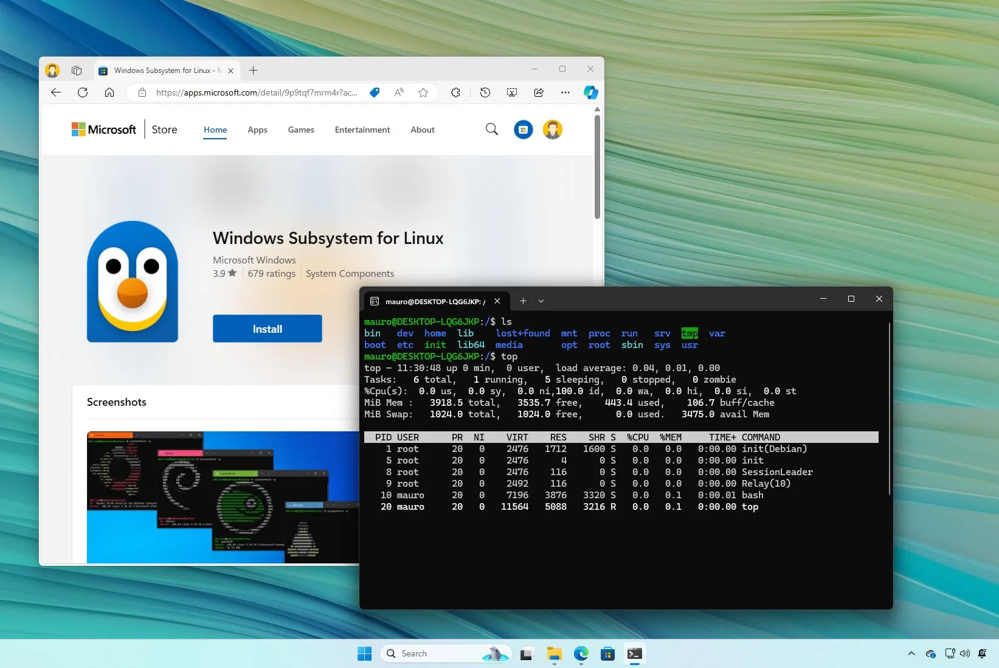 Windows Subsystem for Linux - M
https://apps.microsoft.com/detail/9p9tqf7mrm4r?ac...
Microsoft Store Home Apps Games Entertainment About
Windows Subsystem for Linux
Microsoft Windows
3.9 ★ 679 ratings System Components
Install
Screenshots
mauro@DESKTOP-LQG6JKP: /
mauro@DESKTOP-LQG6JKP:/$ ls
bin dev home lib lost+found mnt proc run srv tmp var
boot etc init lib64 media opt root sbin sys usr
mauro@DESKTOP-LQG6JKP:/$ top
top - 11:30:48 up 0 min, 0 user, load average: 0.04, 0.01, 0.00
Tasks: 6 total, 1 running, 5 sleeping, 0 stopped, 0 zombie
%Cpu(s): 0.0 us, 0.0 sy, 0.0 ni,100.0 id, 0.0 wa, 0.0 hi, 0.0 si, 0.0 st
MiB Mem : 3918.5 total, 3535.7 free, 443.4 used, 106.7 buff/cache
MiB Swap: 1024.0 total, 1024.0 free, 0.0 used. 3475.0 avail Mem
PID USER PR NI VIRT RES SHR S %CPU %MEM TIME+ COMMAND
1 root 20 0 2476 1712 1600 S 0.0 0.0 0:00.00 init(Debian)
5 root 20 0 2476 4 0 S 0.0 0.0 0:00.00 init
8 root 20 0 2476 116 0 S 0.0 0.0 0:00.00 SessionLeader
9 root 20 0 2492 116 0 S 0.0 0.0 0:00.00 Relay(10)
10 mauro 20 0 7196 3876 3320 S 0.0 0.1 0:00.01 bash
20 mauro 20 0 11564 5088 3216 R 0.0 0.1 0:00.00 top
Search